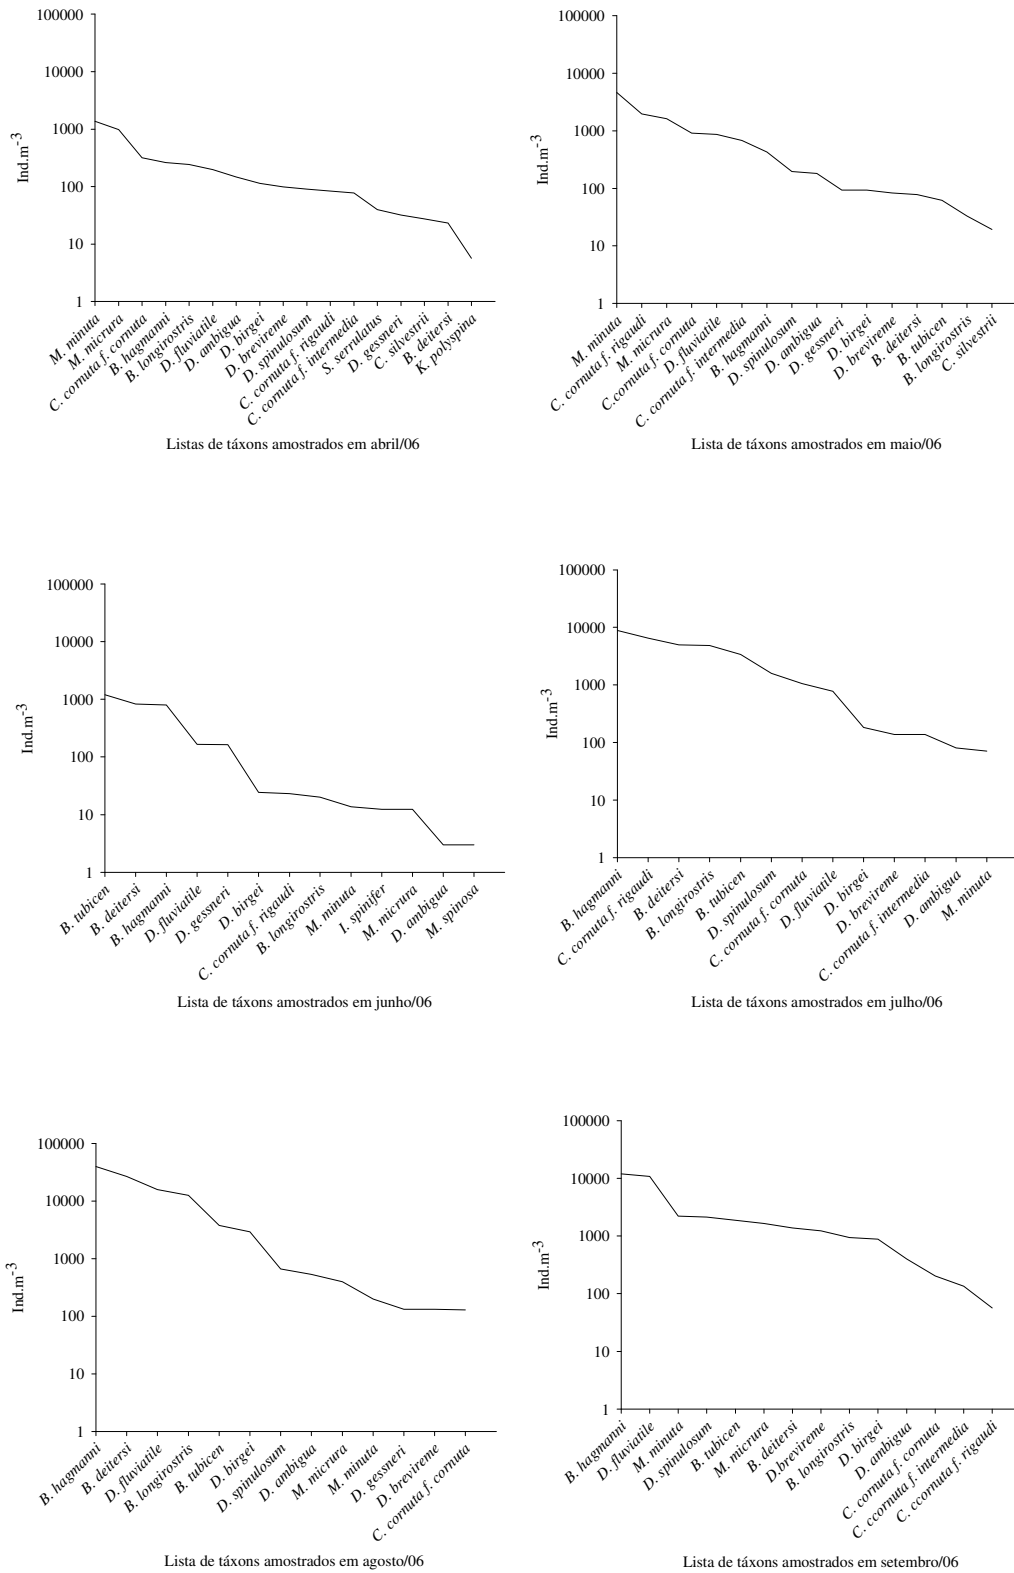 100000
10000
1000
100
10
1
Ind.m-3
M. minuta
M. micrura
C. cornuta f. cornuta
B. hagmanni
B. longirostris
D. fluviatile
D. ambigua
D. birgei
D. brevireme
D. spinulosum
C. cornuta f. rigaudi
C. cornuta f. intermedia
S. serrulatus
D. gessneri
C. silvestrii
B. deitersi
K. polyspina
Listas de táxons amostrados em abril/06
100000
10000
1000
100
10
1
Ind.m-3
M. minuta
C. cornuta f. rigaudi
M. micrura
C.cornuta f. cornuta
D. fluviatile
C. cornuta f. intermedia
B. hagmanni
D. spinulosum
D. ambigua
D. gessneri
D. birgei
D. brevireme
B. deitersi
B. tubicen
B. longirostris
C. silvestrii
Lista de táxons amostrados em maio/06
100000
10000
1000
100
10
1
Ind.m-3
B. tubicen
B. deitersi
B. hagmanni
D. fluviatile
D. gessneri
D. birgei
C. cornuta f. rigaudi
B. longirostris
M. minuta
I. spinifer
M. micrura
D. ambigua
M. spinosa
Lista de táxons amostrados em junho/06
100000
10000
1000
100
10
1
Ind.m-3
B. hagmanni
C. cornuta f. rigaudi
B. deitersi
B. longirostris
B. tubicen
D. spinulosum
C. cornuta f. cornuta
D. fluviatile
D. birgei
D. brevireme
C. cornuta f. intermedia
D. ambigua
M. minuta
Lista de táxons amostrados em julho/06
100000
10000
1000
100
10
1
Ind.m-3
B. hagmanni
B. deitersi
D. fluviatile
B. longirostris
B. tubicen
D. birgei
D. spinulosum
D. ambigua
M. micrura
M. minuta
D. gessneri
D. brevireme
C. cornuta f. cornuta
Lista de táxons amostrados em agosto/06
100000
10000
1000
100
10
1
Ind.m-3
B. hagmanni
D. fluviatile
M. minuta
D. spinulosum
B. tubicen
M. micrura
B. deitersi
D.brevireme
B. longirostris
D. birgei
D. ambigua
C. cornuta f. cornuta
C. ccornuta f. intermedia
C. ccornuta f. rigaudi
Lista de táxons amostrados em setembro/06